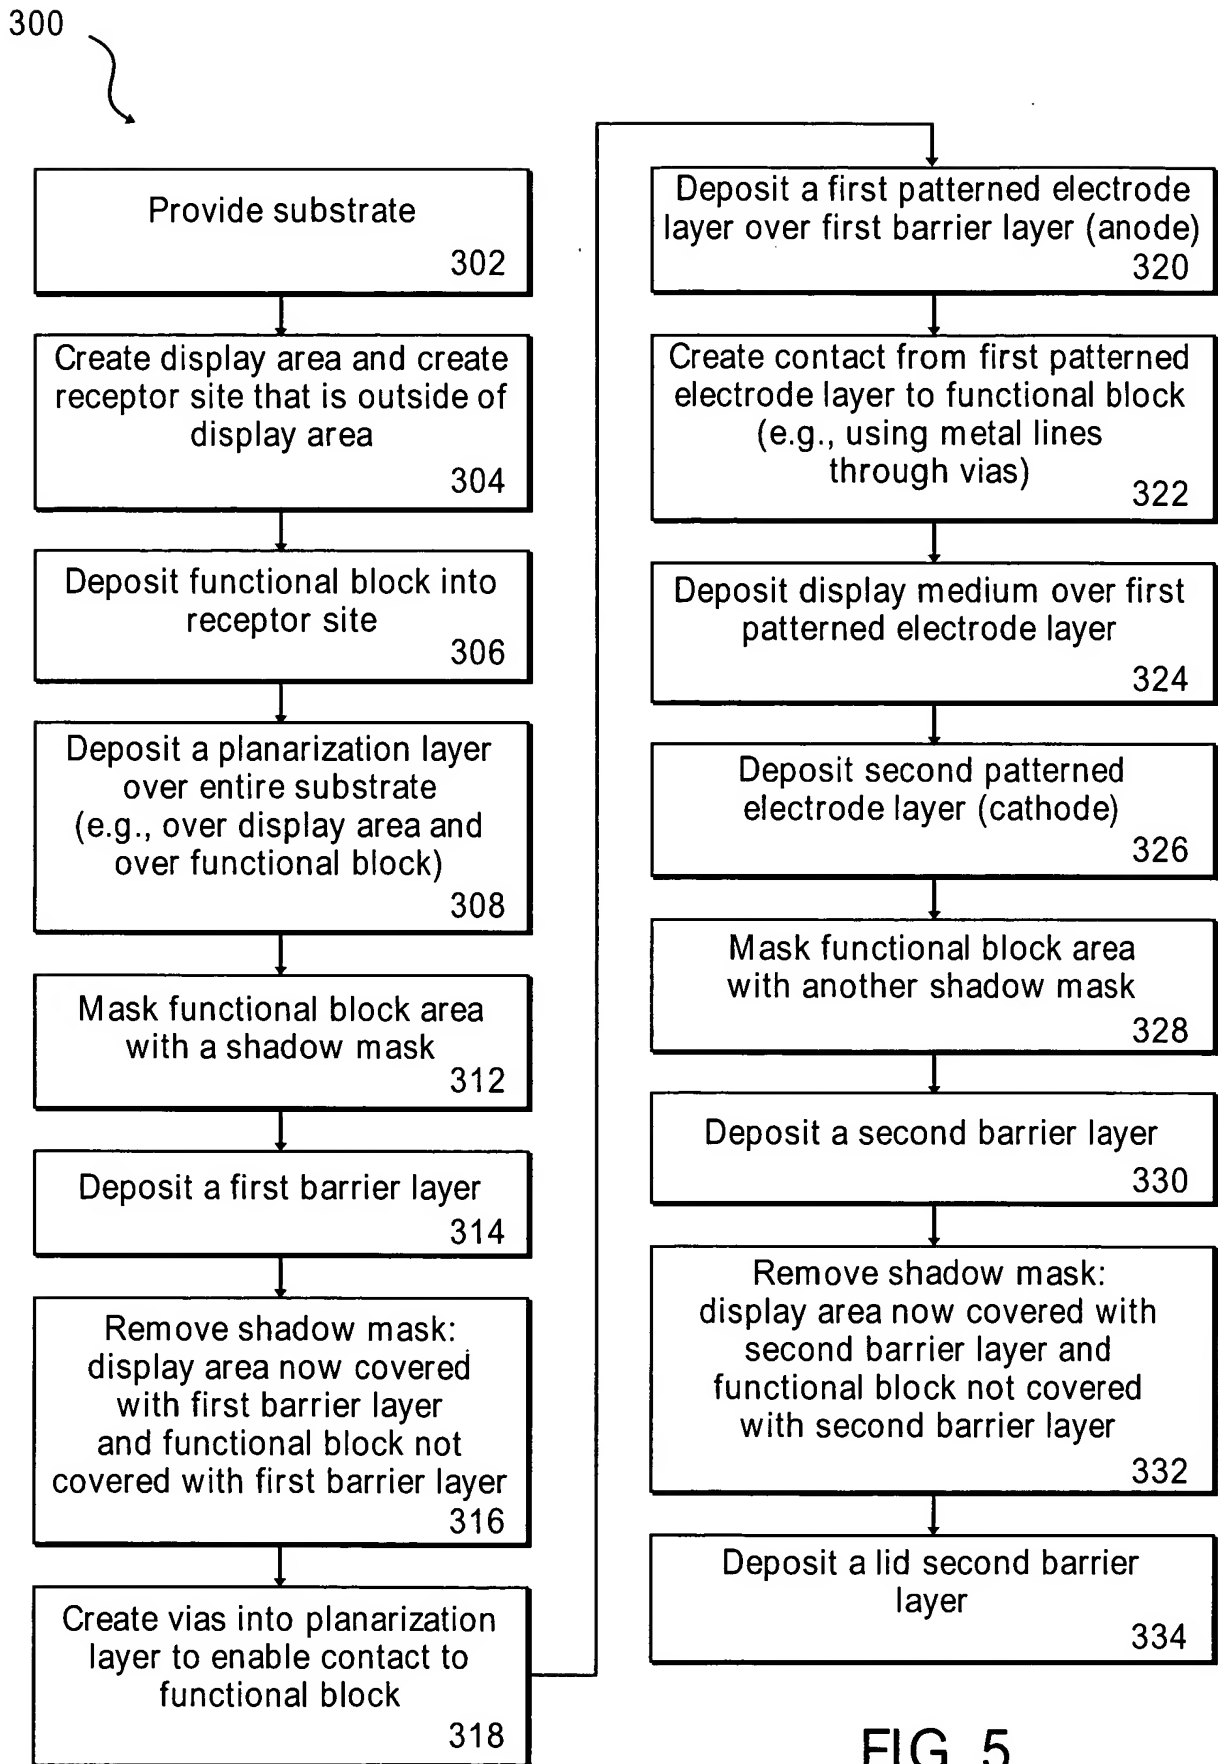 300
Provide substrate
302
Create display area and create
receptor site that is outside of
display area
304
Deposit functional block into
receptor site
306
Deposit a planarization layer
over entire substrate
(e.g., over display area and
over functional block)
308
Mask functional block area
with a shadow mask
312
Deposit a first barrier layer
314
Remove shadow mask:
display area now covered
with first barrier layer
and functional block not
covered with first barrier layer
316
Create vias into planarization
layer to enable contact to
functional block
318
Deposit a first patterned electrode
layer over first barrier layer (anode)
320
Create contact from first patterned
electrode layer to functional block
(e.g., using metal lines
through vias)
322
Deposit display medium over first
patterned electrode layer
324
Deposit second patterned
electrode layer (cathode)
326
Mask functional block area
with another shadow mask
328
Deposit a second barrier layer
330
Remove shadow mask:
display area now covered with
second barrier layer and
functional block not covered
with second barrier layer
332
Deposit a lid second barrier
layer
334
FIG. 5